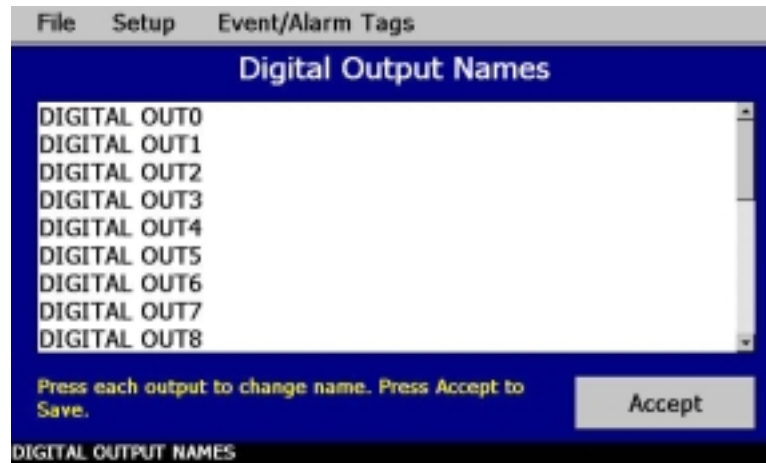 File Setup Event/Alarm Tags
Digital Output Names
DIGITAL OUT0
DIGITAL OUT1
DIGITAL OUT2
DIGITAL OUT3
DIGITAL OUT4
DIGITAL OUT5
DIGITAL OUT6
DIGITAL OUT7
DIGITAL OUT8
Press each output to change name. Press Accept to
Save.
Accept
DIGITAL OUTPUT NAMES